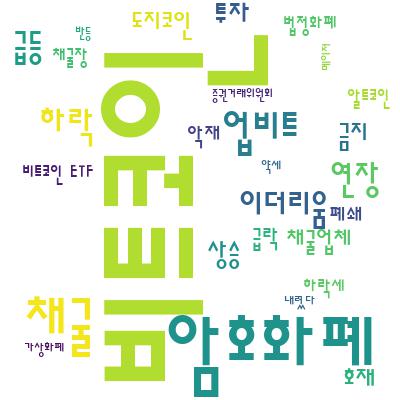 투자
도지코인
반등
급등
채굴장
법정화폐
메이저
증권거래위원회
알트코인
하락
악재
업비트
금지
비트코인 ETF
약세
연장
이더리움
폐쇄
급락
채굴업체
상승
하락세
내렸다
채굴
비트코인
가상화폐
암호화폐
호재